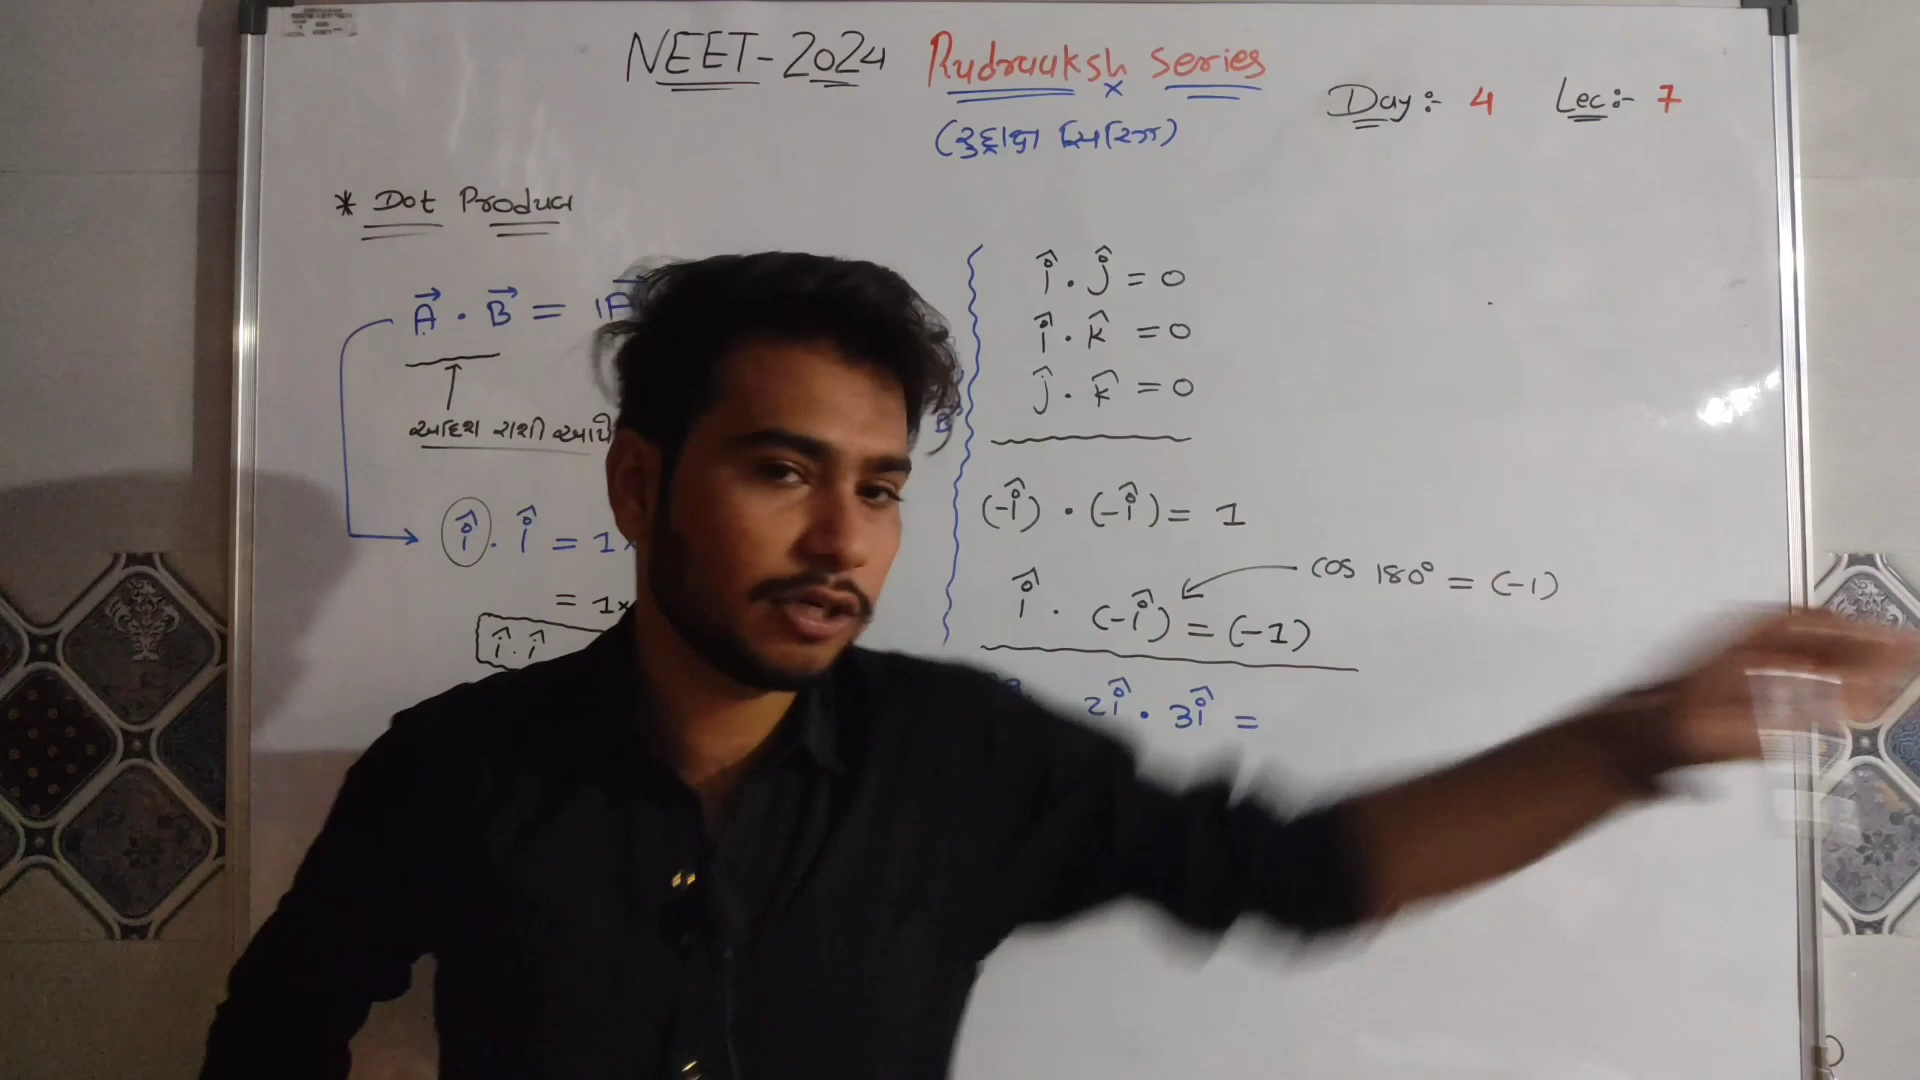 NEET-2024 Rudraaksh Series
Day:- 4 Lec:- 7
* Dot Product
A⃗ · B⃗ = |A⃗
અદિશ રાશી આપે
î · î = 1×
= 1×
î · î
î · ĵ = 0
î · k̂ = 0
ĵ · k̂ = 0
(-î) · (-î) = 1
cos 180° = (-1)
î · (-î) = (-1)
2î · 3î =